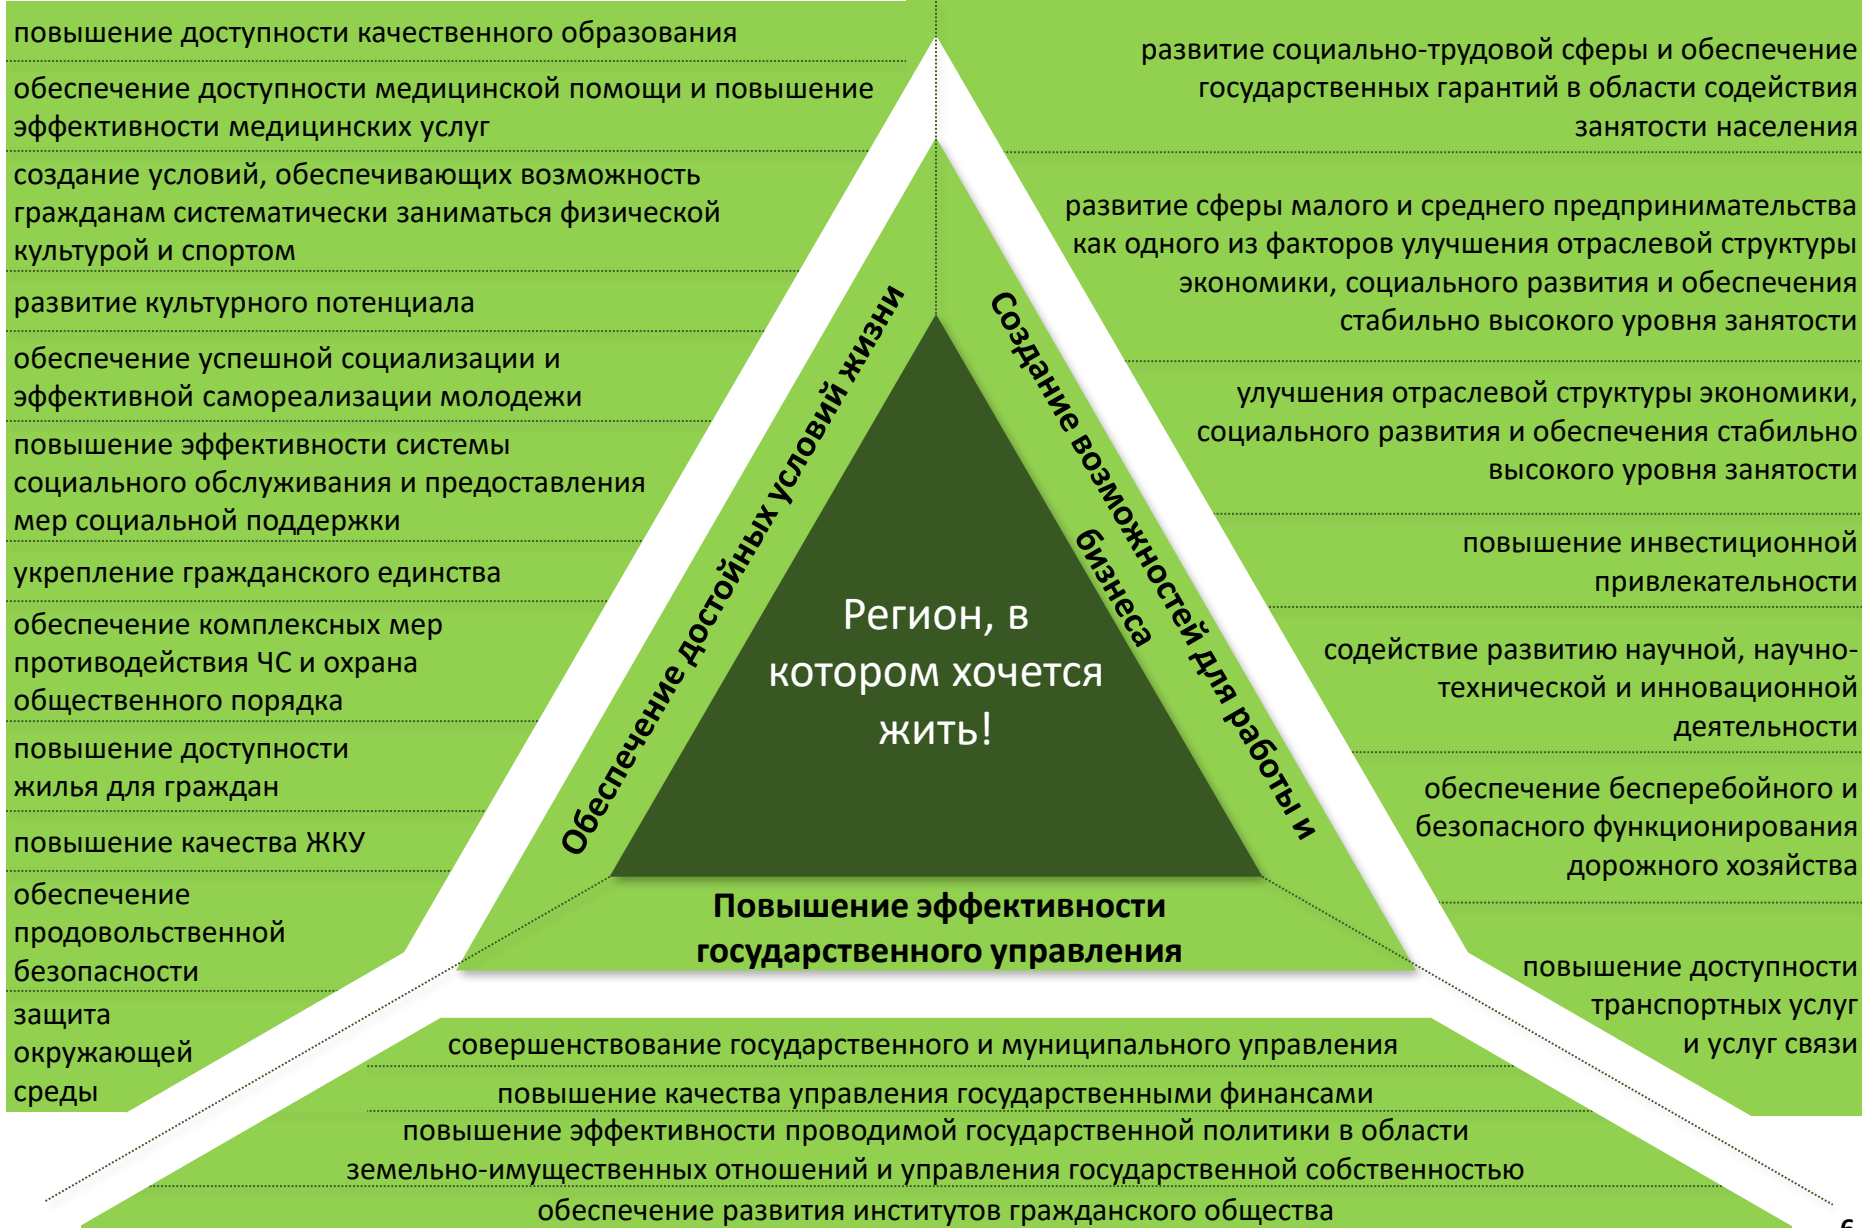 повышение доступности качественного образования
обеспечение доступности медицинской помощи и повышение
эффективности медицинских услуг
создание условий, обеспечивающих возможность
гражданам систематически заниматься физической
культурой и спортом
развитие культурного потенциала
обеспечение успешной социализации и
эффективной самореализации молодежи
повышение эффективности системы
социального обслуживания и предоставления
мер социальной поддержки
укрепление гражданского единства
обеспечение комплексных мер
противодействия ЧС и охрана
общественного порядка
повышение доступности
жилья для граждан
повышение качества ЖКУ
обеспечение
продовольственной
безопасности
защита
окружающей
среды
Обеспечение достойных условий жизни
Регион, в
котором хочется
жить!
Создание возможностей для работы и
бизнеса
Повышение эффективности
государственного управления
развитие социально-трудовой сферы и обеспечение
государственных гарантий в области содействия
занятости населения
развитие сферы малого и среднего предпринимательства
как одного из факторов улучшения отраслевой структуры
экономики, социального развития и обеспечения
стабильно высокого уровня занятости
улучшения отраслевой структуры экономики,
социального развития и обеспечения стабильно
высокого уровня занятости
повышение инвестиционной
привлекательности
содействие развитию научной, научно-
технической и инновационной
деятельности
обеспечение бесперебойного и
безопасного функционирования
дорожного хозяйства
повышение доступности
транспортных услуг
и услуг связи
совершенствование государственного и муниципального управления
повышение качества управления государственными финансами
повышение эффективности проводимой государственной политики в области
земельно-имущественных отношений и управления государственной собственностью
обеспечение развития институтов гражданского общества